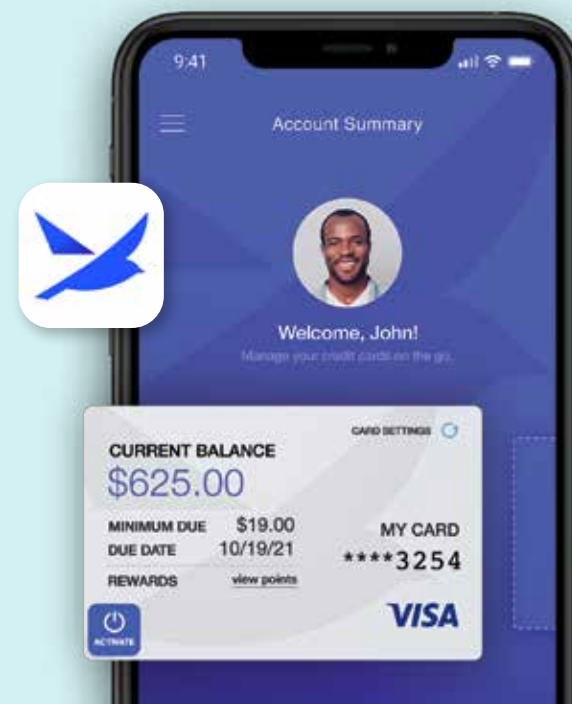 9:41
Account Summary
Welcome, John!
Manage your credit cards on the go.
CARD SETTINGS
CURRENT BALANCE
$625.00
MINIMUM DUE $19.00
DUE DATE 10/19/21
MY CARD
****3254
REWARDS view points
ACTIVATE
VISA